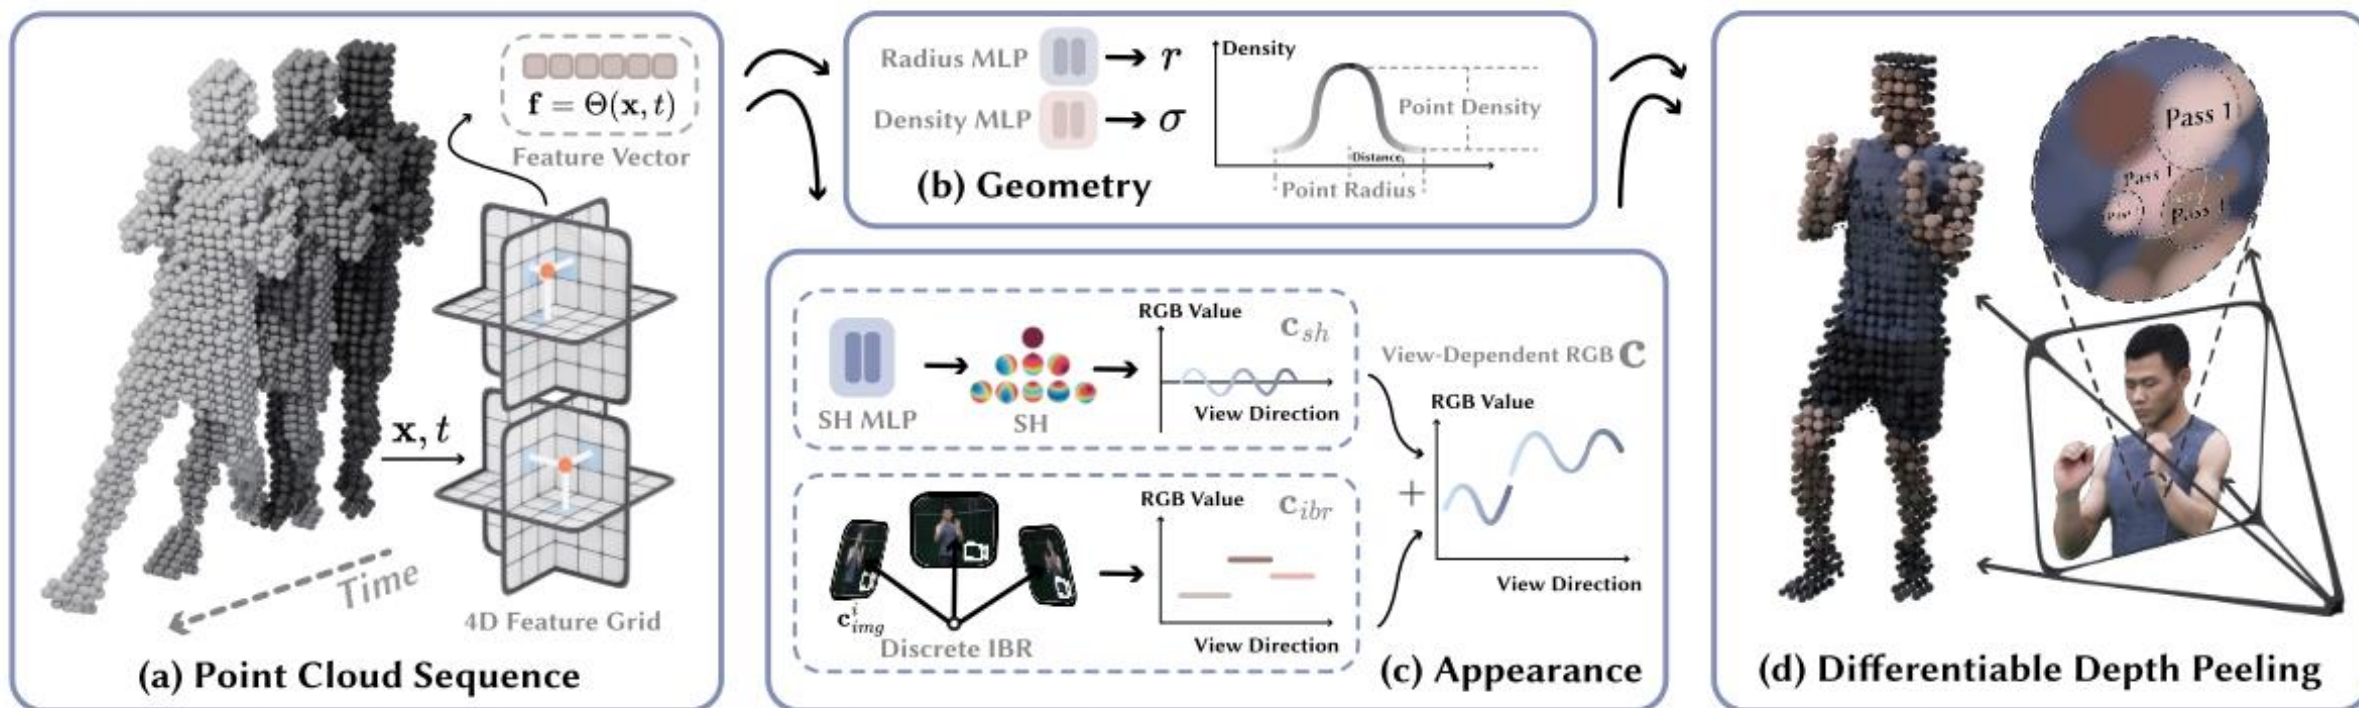 f = Θ(x, t)
Feature Vector
x, t
Time
4D Feature Grid
(a) Point Cloud Sequence
Radius MLP
r
Density MLP
σ
(b) Geometry
Density
Point Density
Distance
Point Radius
SH MLP
SH
RGB Value
View Direction
c_sh
c^i_img
Discrete IBR
RGB Value
View Direction
c_ibr
View-Dependent RGB c
RGB Value
+
View Direction
(c) Appearance
Pass 1
Pass 1
Pass 1
Pass 1
(d) Differentiable Depth Peeling